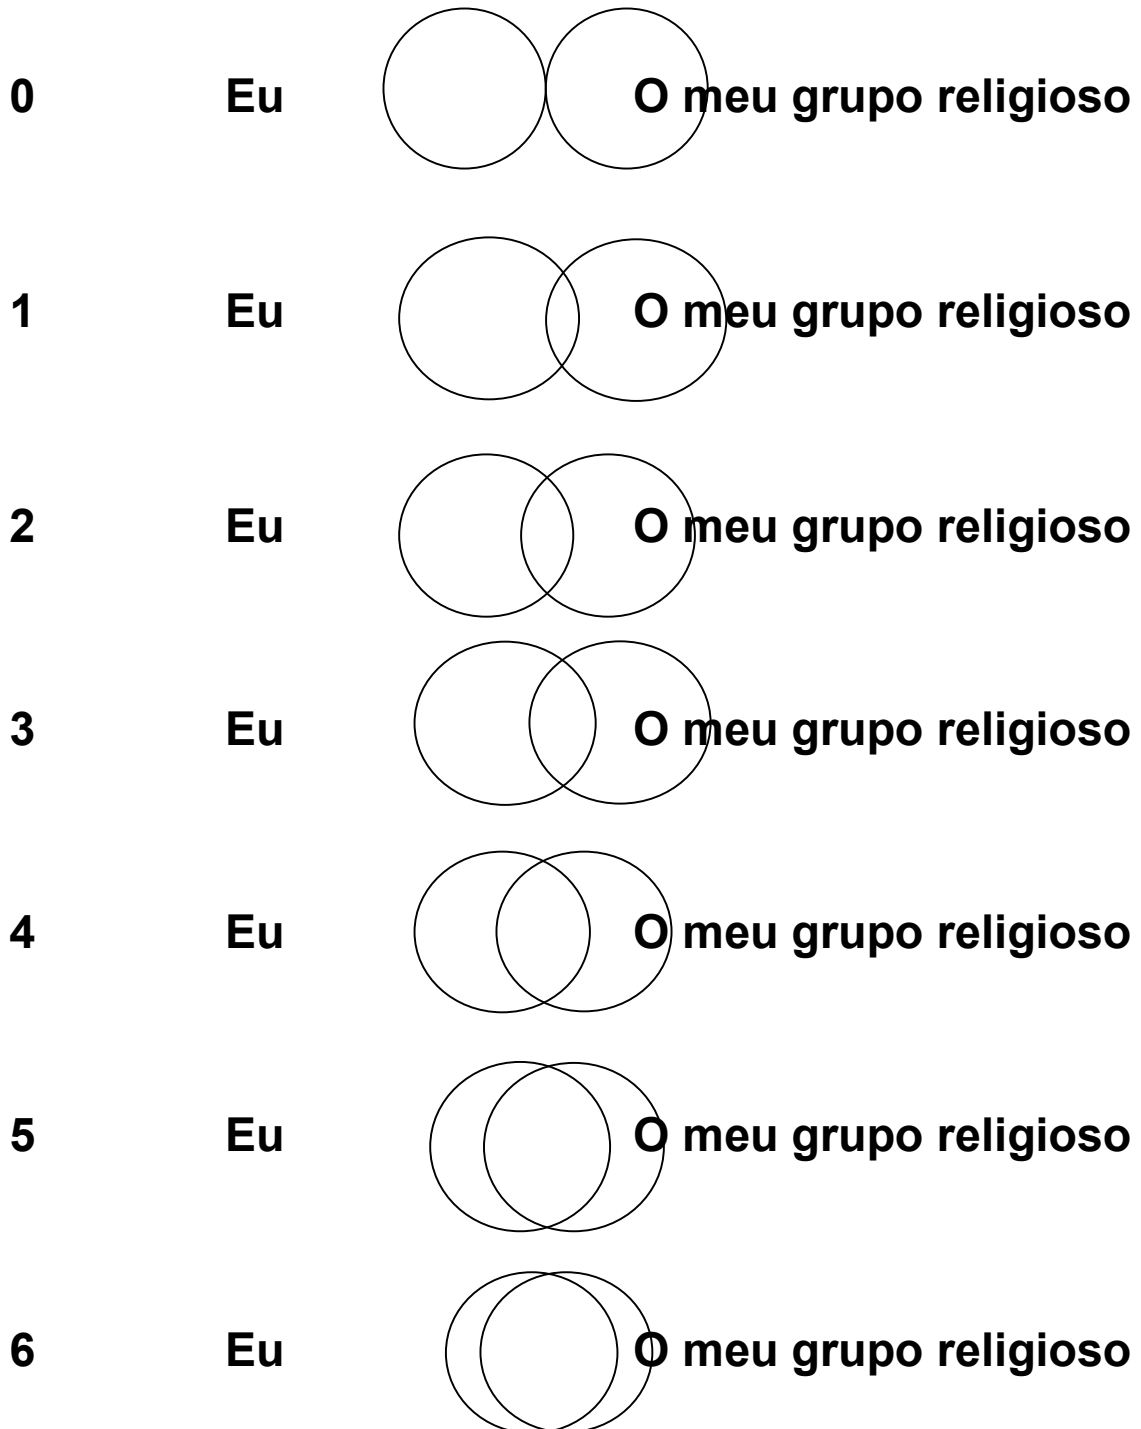 0 Eu O meu grupo religioso
1 Eu O meu grupo religioso
2 Eu O meu grupo religioso
3 Eu O meu grupo religioso
4 Eu O meu grupo religioso
5 Eu O meu grupo religioso
6 Eu O meu grupo religioso